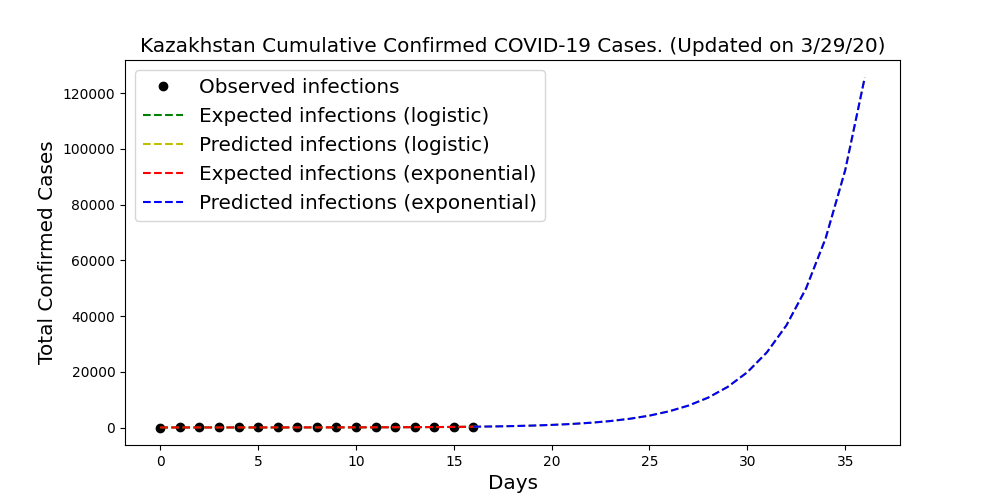 Kazakhstan Cumulative Confirmed COVID-19 Cases. (Updated on 3/29/20)
Observed infections
Expected infections (logistic)
Predicted infections (logistic)
Expected infections (exponential)
Predicted infections (exponential)
Total Confirmed Cases
120000
100000
80000
60000
40000
20000
0
0 5 10 15 20 25 30 35
Days